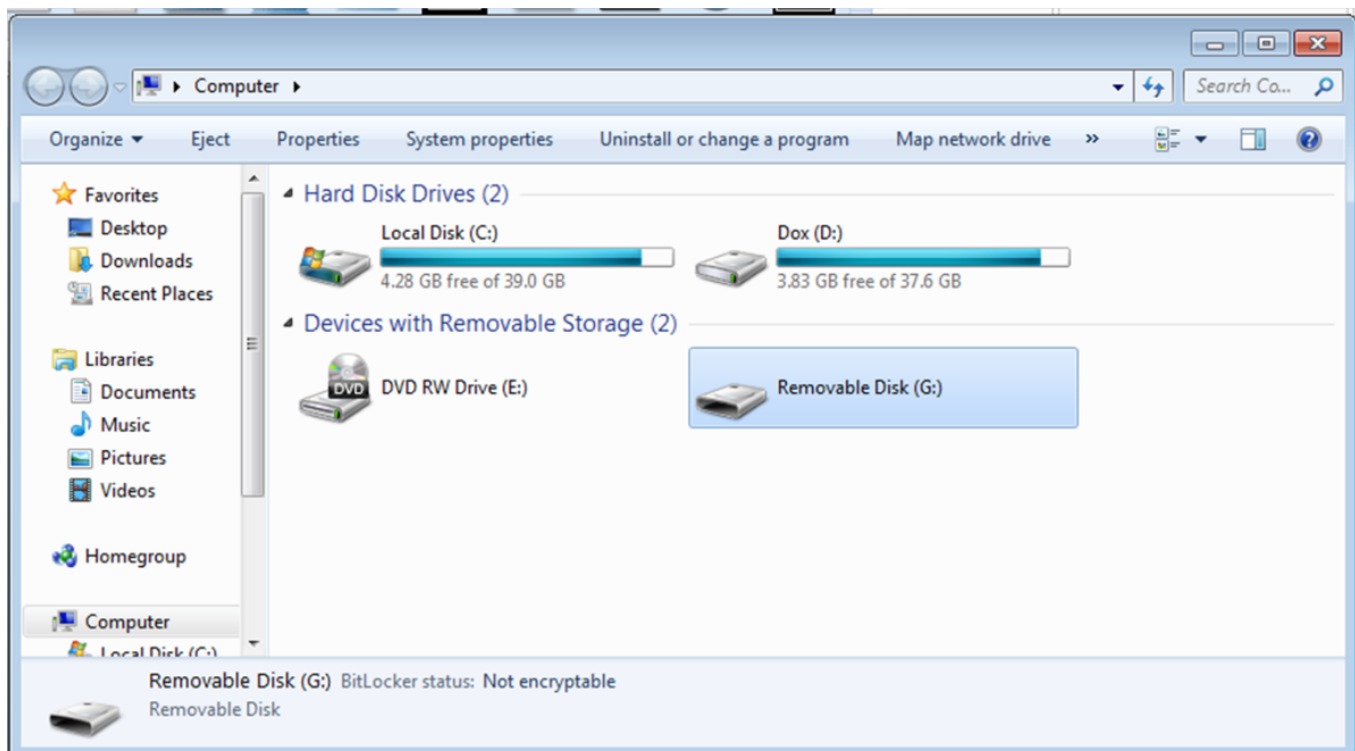 Computer
Search Co...
Organize Eject Properties System properties Uninstall or change a program Map network drive »
Favorites
Desktop
Downloads
Recent Places
Libraries
Documents
Music
Pictures
Videos
Homegroup
Computer
Local Disk (C:)
Hard Disk Drives (2)
Local Disk (C:)
4.28 GB free of 39.0 GB
Dox (D:)
3.83 GB free of 37.6 GB
Devices with Removable Storage (2)
DVD
DVD RW Drive (E:)
Removable Disk (G:)
Removable Disk (G:) BitLocker status: Not encryptable
Removable Disk